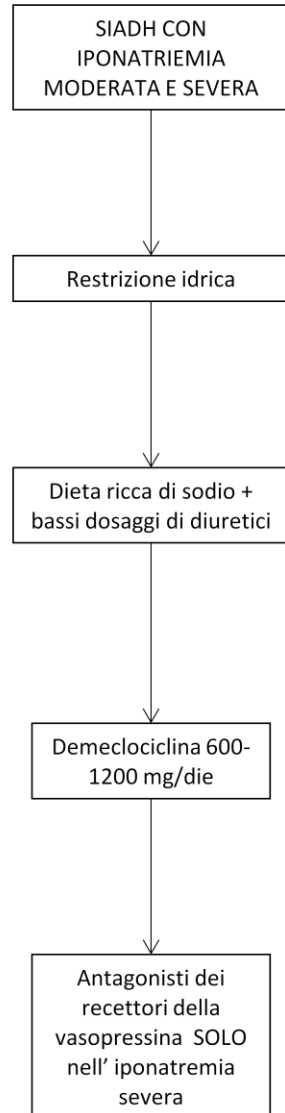 SIADH CON
IPONATRIEMIA
MODERATA E SEVERA
Restrizione idrica
Dieta ricca di sodio +
bassi dosaggi di diuretici
Demeclociclina 600-
1200 mg/die
Antagonisti dei
recettori della
vasopressina SOLO
nell' iponatremia
severa